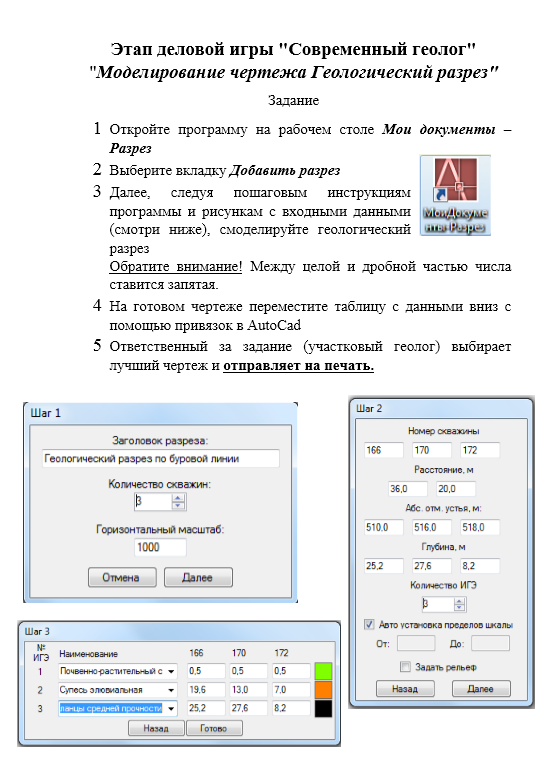 Этап деловой игры "Современный геолог"
"Моделирование чертежа Геологический разрез"
Задание
1 Откройте программу на рабочем столе Мои документы –
Разрез
2 Выберите вкладку Добавить разрез
3 Далее, следуя пошаговым инструкциям
программы и рисункам с входными данными
(смотри ниже), смоделируйте геологический
разрез
Обратите внимание! Между целой и дробной частью числа
ставится запятая.
МоиДокуме
нты-Разрез
4 На готовом чертеже переместите таблицу с данными вниз с
помощью привязок в AutoCad
5 Ответственный за задание (участковый геолог) выбирает
лучший чертеж и отправляет на печать.
Шаг 1
Заголовок разреза:
Геологический разрез по буровой линии
Количество скважин:
3
Горизонтальный масштаб:
1000
Отмена Далее
Шаг 2
Номер скважины
166 170 172
Расстояние, м
36,0 20,0
Абс. отм. устья, м:
510,0 516,0 518,0
Глубина, м
25,2 27,6 8,2
Количество ИГЭ
3
Авто установка пределов шкалы
От: До:
Задать рельеф
Назад Далее
Шаг 3
№
ИГЭ Наименование 166 170 172
1 Почвенно-растительный с 0,5 0,5 0,5
2 Супесь элювиальная 19,6 13,0 7,0
3 ланцы средней прочности 25,2 27,6 8,2
Назад Готово